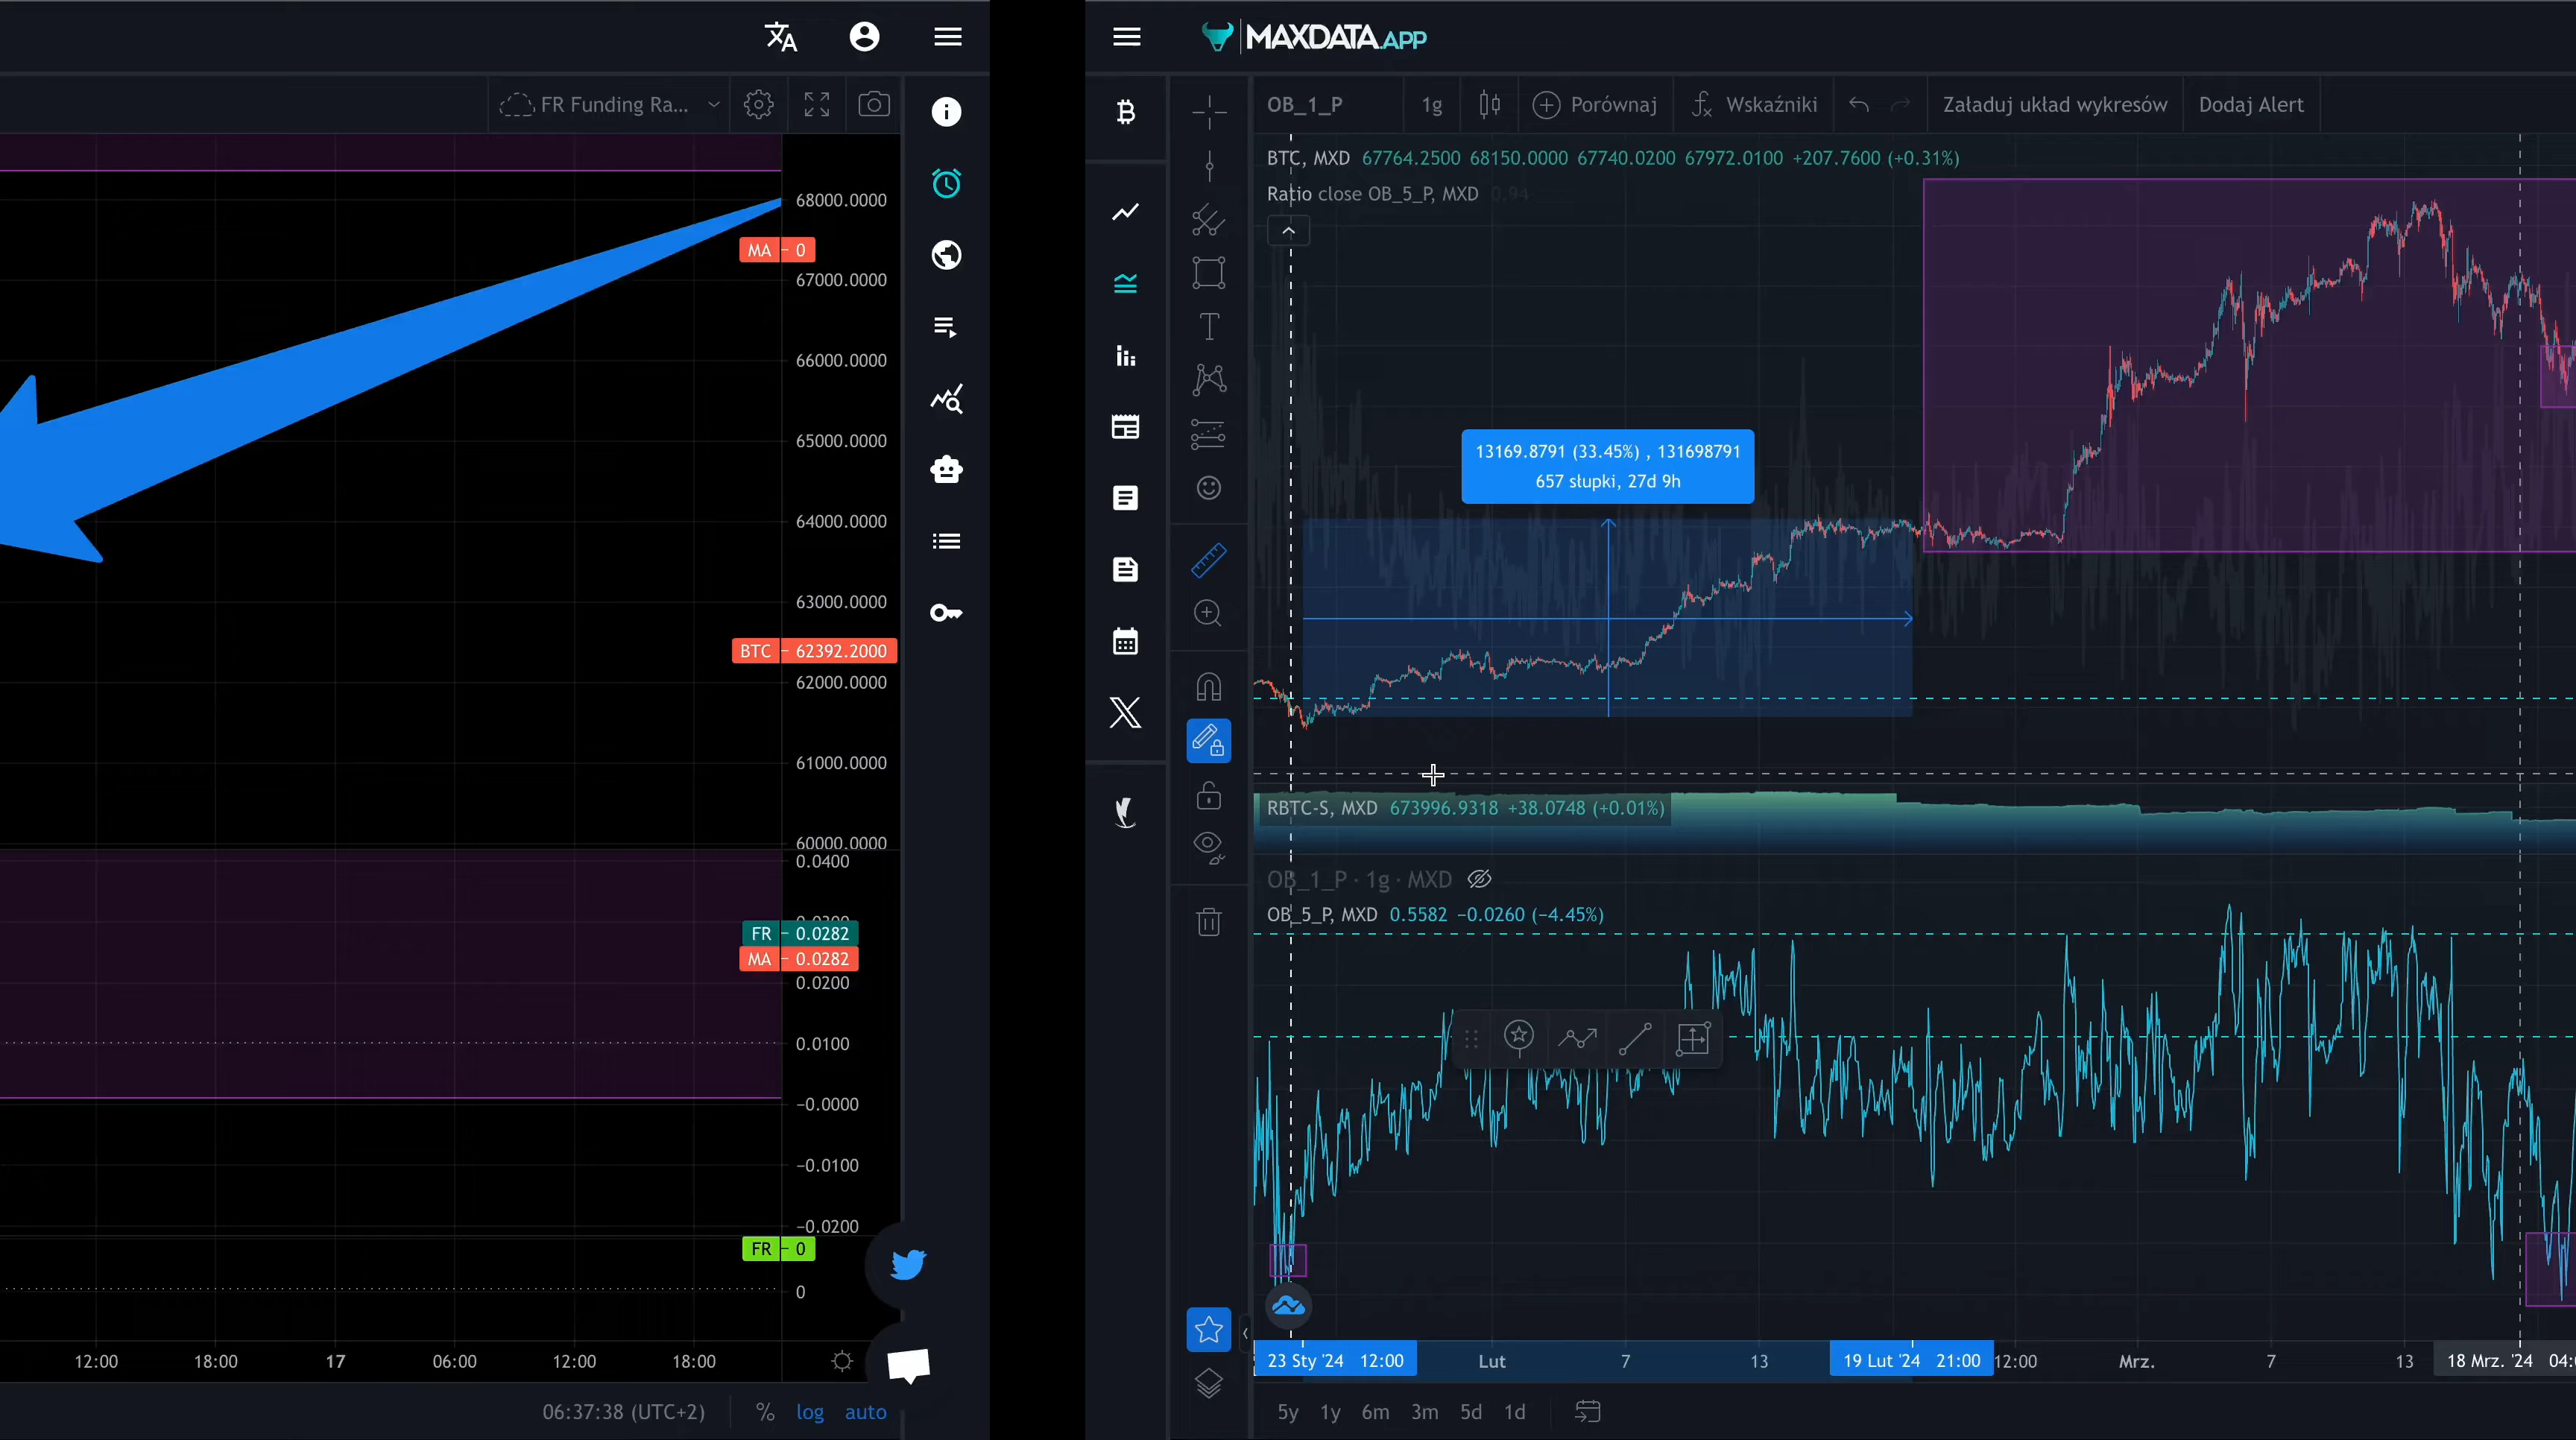 FR Funding Ra...
68000.0000
MA 0
67000.0000
66000.0000
65000.0000
64000.0000
63000.0000
BTC 62392.2000
62000.0000
61000.0000
60000.0000
0.0400
FR 0.0282
MA 0.0282
0.0200
0.0100
−0.0000
−0.0100
−0.0200
FR 0
0
12:00 18:00 17 06:00 12:00 18:00
06:37:38 (UTC+2) % log auto
MAXDATA.APP
OB_1_P 1g Porównaj Wskaźniki Załaduj układ wykresów Dodaj Alert
BTC, MXD 67764.2500 68150.0000 67740.0200 67972.0100 +207.7600 (+0.31%)
Ratio close OB_5_P, MXD 0.94
13169.8791 (33.45%) , 131698791
657 słupki, 27d 9h
RBTC-S, MXD 673996.9318 +38.0748 (+0.01%)
OB_1_P · 1g · MXD
OB_5_P, MXD 0.5582 −0.0260 (−4.45%)
23 Sty '24 12:00 Lut 7 13 19 Lut '24 21:00 12:00 Mrz. 7 13 18 Mrz. '24
5y 1y 6m 3m 5d 1d